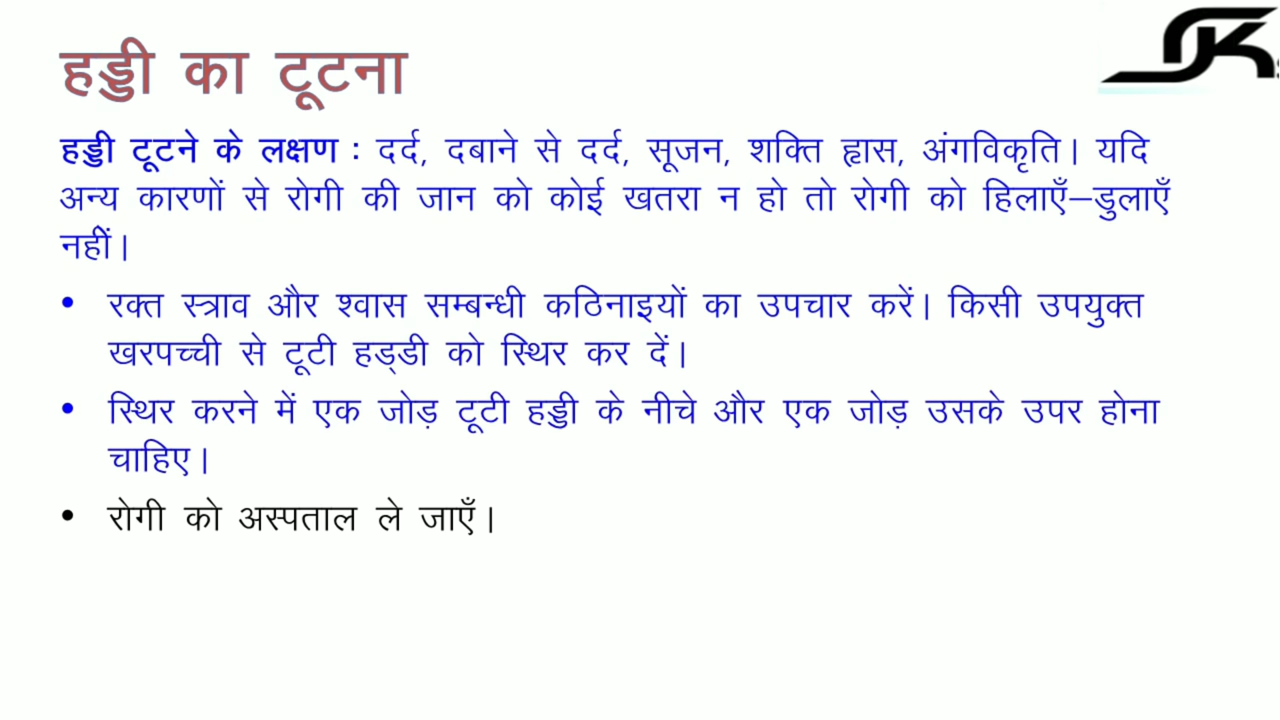 हड्डी का टूटना
हड्डी टूटने के लक्षण : दर्द, दबाने से दर्द, सूजन, शक्ति हृास, अंगविकृति। यदि
अन्य कारणों से रोगी की जान को कोई खतरा न हो तो रोगी को हिलाएँ–डुलाएँ
नहीं।
• रक्त स्त्राव और श्वास सम्बन्धी कठिनाइयों का उपचार करें। किसी उपयुक्त
खरपच्ची से टूटी हड्‌डी को स्थिर कर दें।
• स्थिर करने में एक जोड़ टूटी हड्डी के नीचे और एक जोड़ उसके उपर होना
चाहिए।
• रोगी को अस्पताल ले जाएँ।